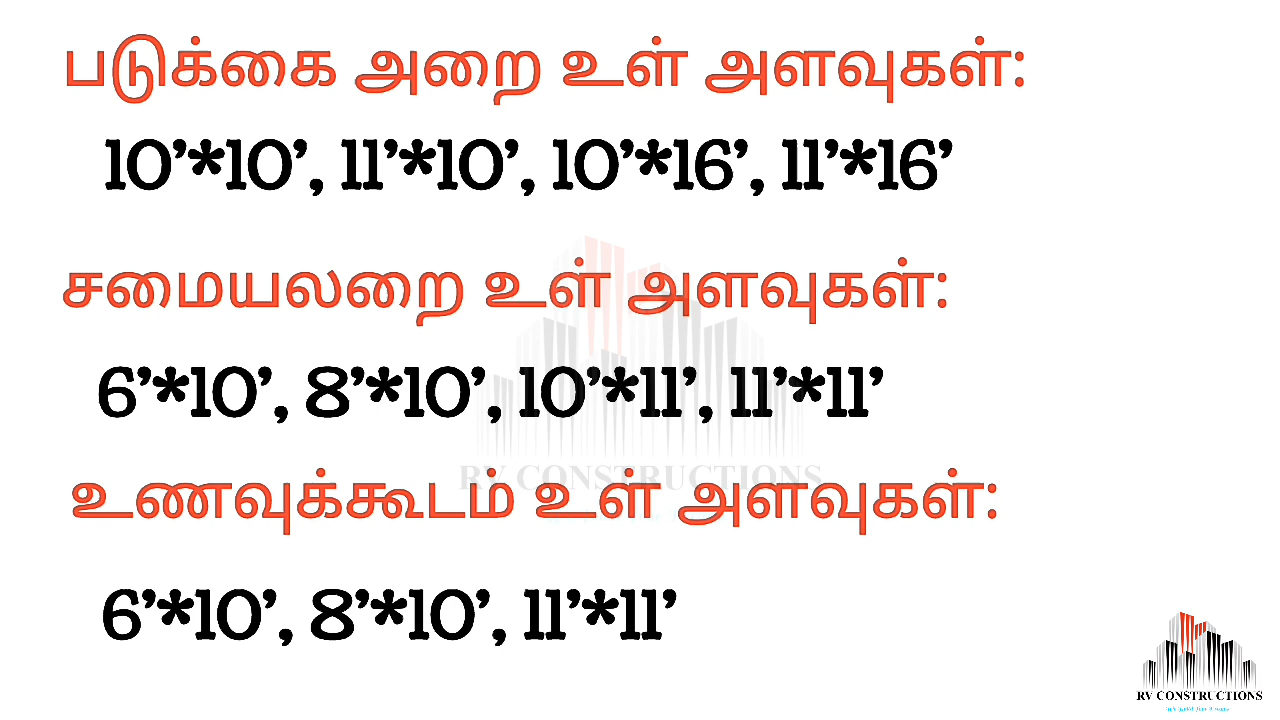 படுக்கை அறை உள் அளவுகள்:
10’*10’, 11’*10’, 10’*16’, 11’*16’
சமையலறை உள் அளவுகள்:
6’*10’, 8’*10’, 10’*11’, 11’*11’
RV CONSTRUCTIONS
உணவுக்கூடம் உள் அளவுகள்:
6’*10’, 8’*10’, 11’*11’
RV CONSTRUCTIONS